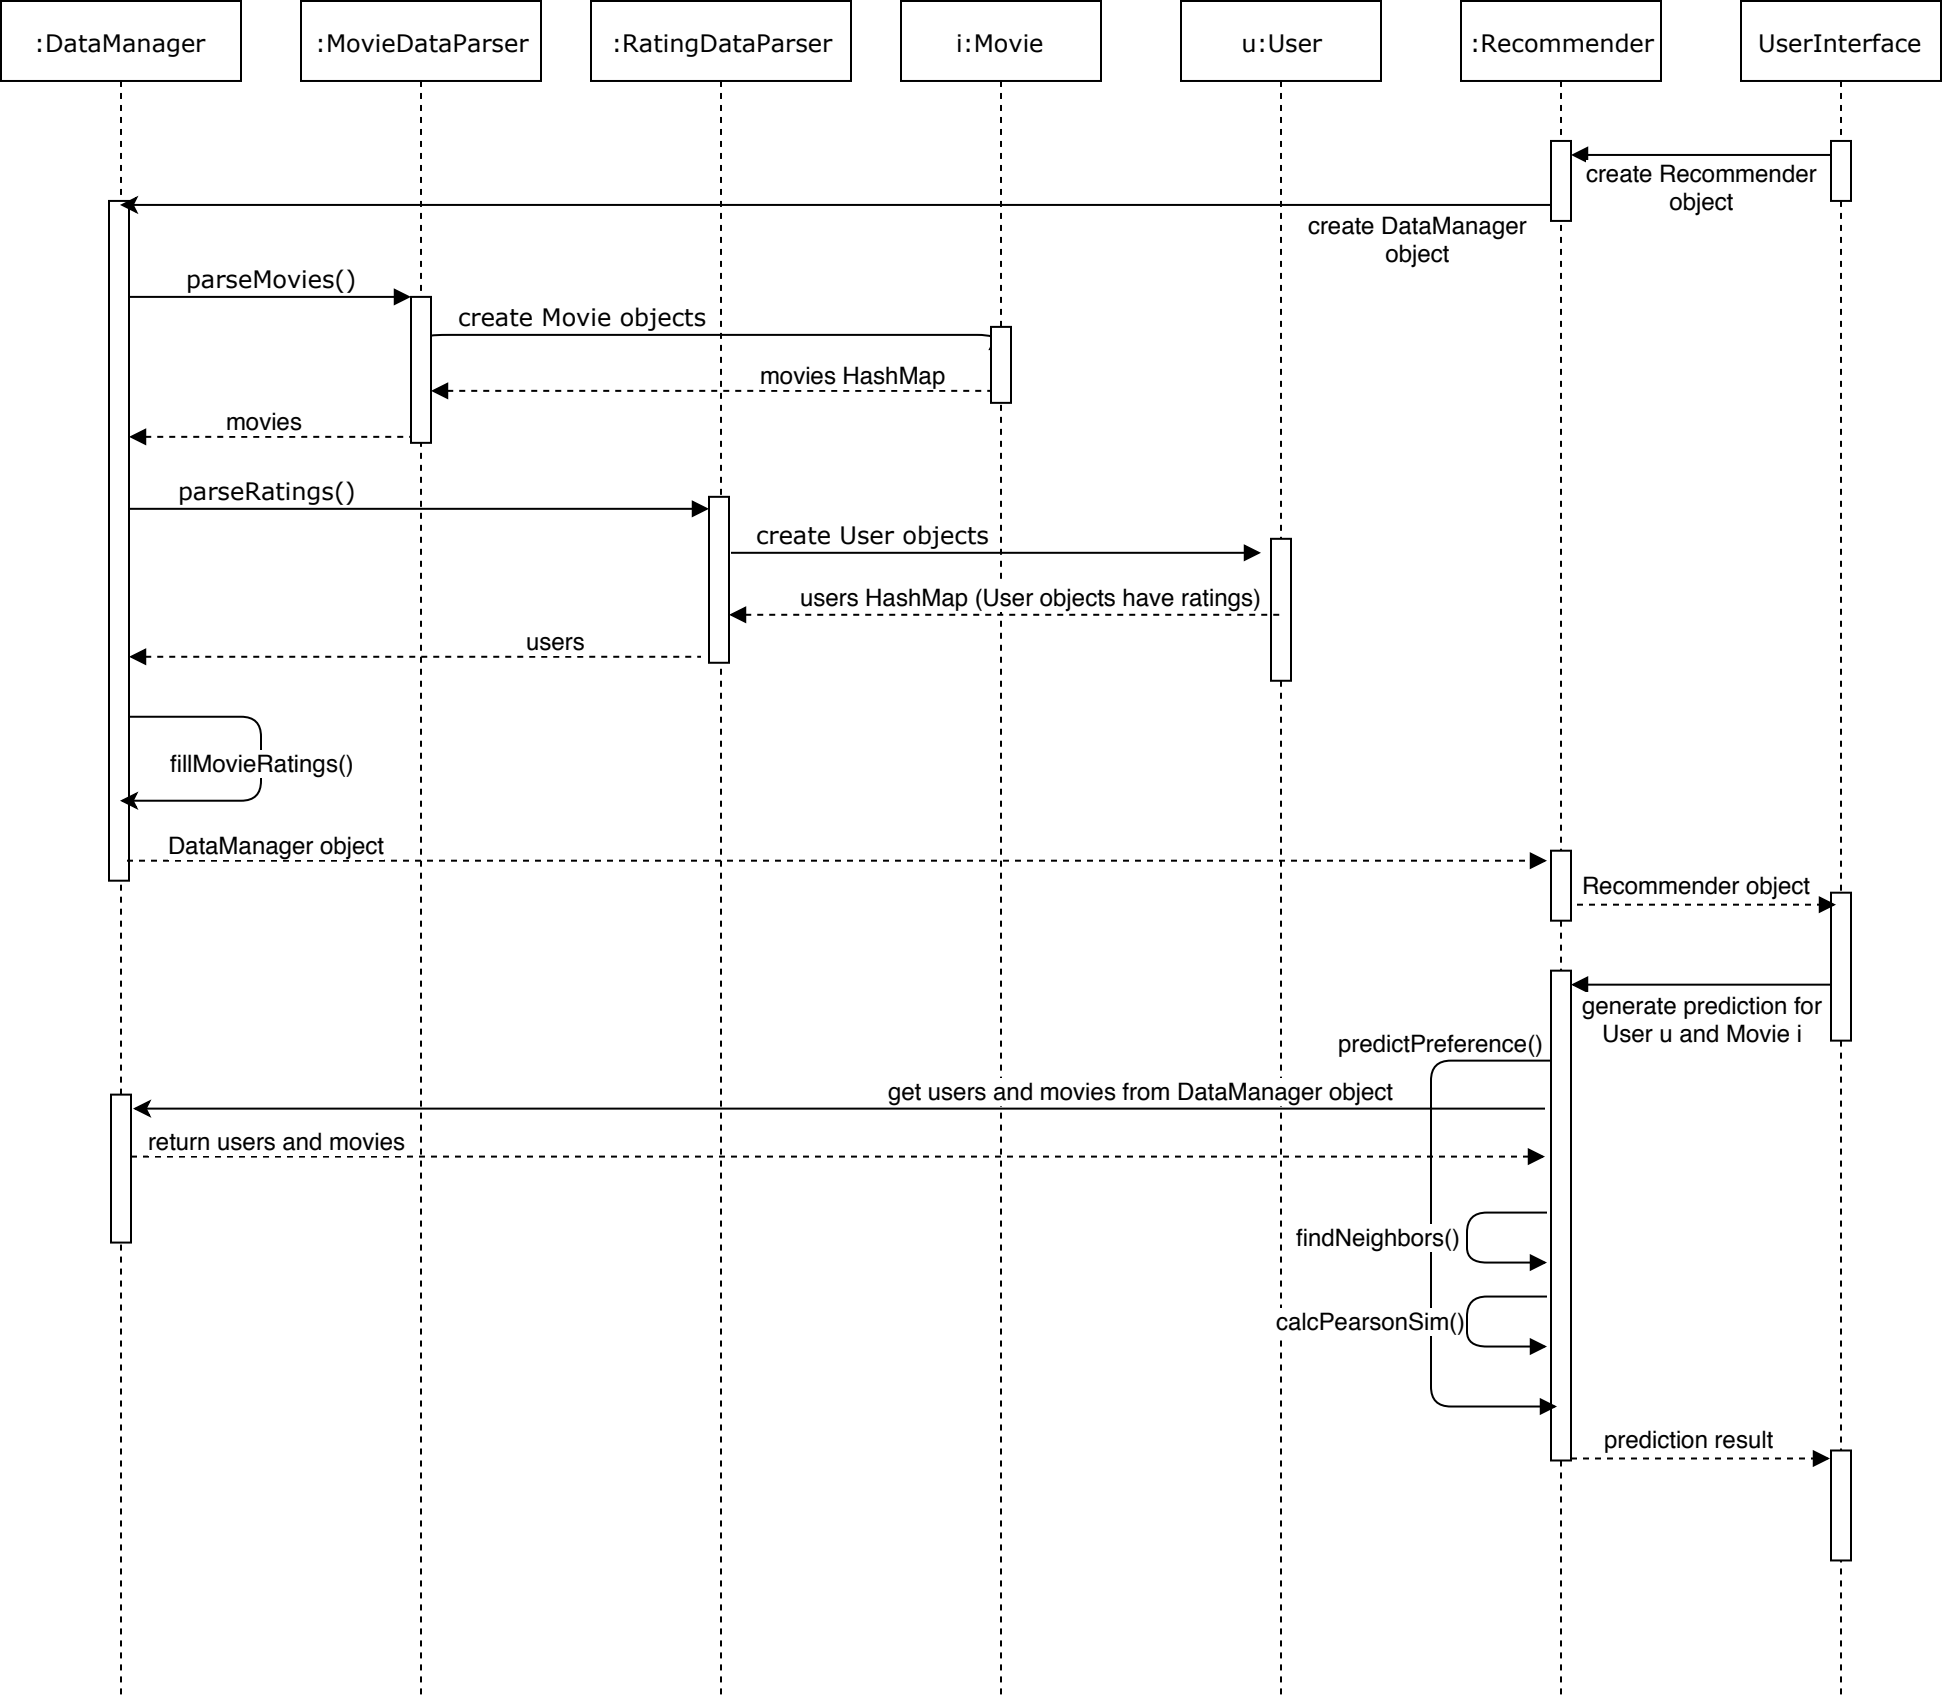 :DataManager
:MovieDataParser
:RatingDataParser
i:Movie
u:User
:Recommender
UserInterface
create Recommender
object
create DataManager
object
parseMovies()
create Movie objects
movies HashMap
movies
parseRatings()
create User objects
users HashMap (User objects have ratings)
users
fillMovieRatings()
DataManager object
Recommender object
generate prediction for
User u and Movie i
predictPreference()
get users and movies from DataManager object
return users and movies
findNeighbors()
calcPearsonSim()
prediction result